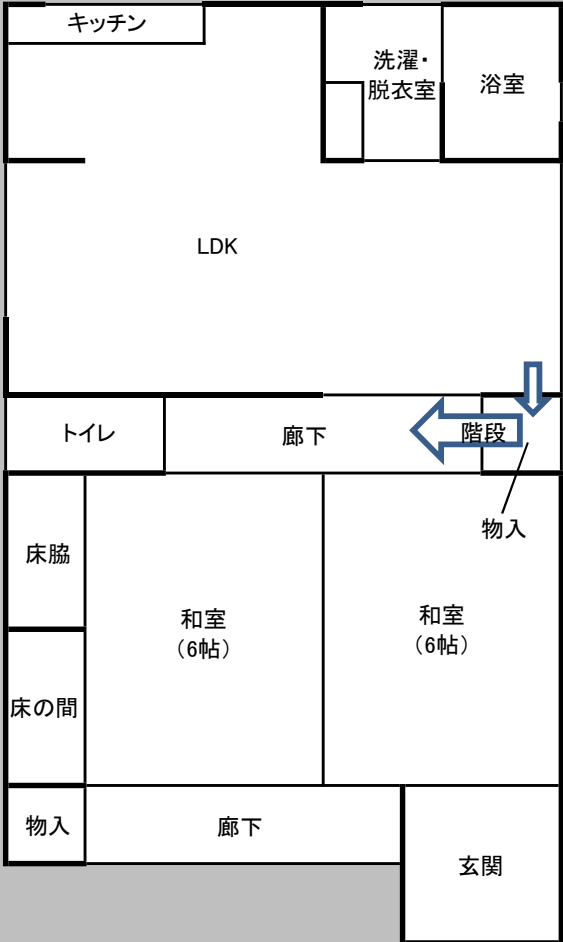 キッチン
洗濯・
脱衣室
浴室
LDK
トイレ
廊下
階段
物入
床脇
和室
（6帖）
和室
（6帖）
床の間
物入
廊下
玄関